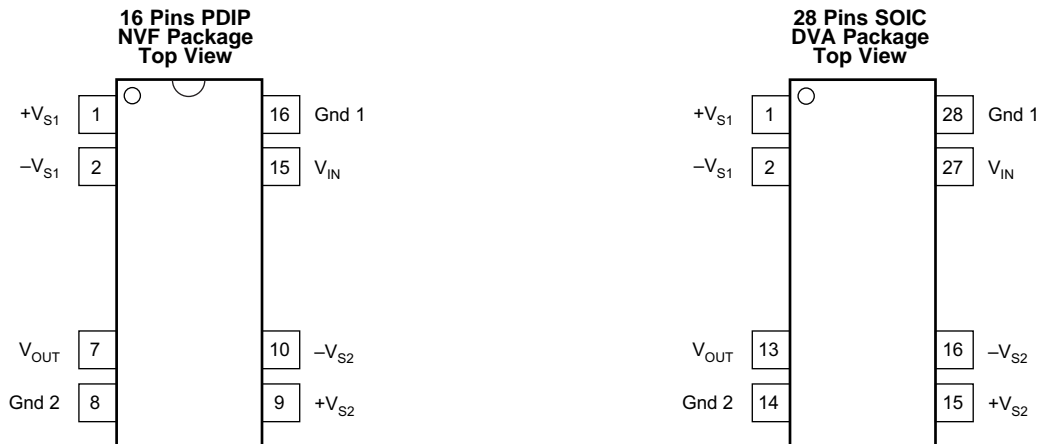 16 Pins PDIP
NVF Package
Top View
+VS1 1 16 Gnd 1
–VS1 2 15 VIN
VOUT 7 10 –VS2
Gnd 2 8 9 +VS2
28 Pins SOIC
DVA Package
Top View
+VS1 1 28 Gnd 1
–VS1 2 27 VIN
VOUT 13 16 –VS2
Gnd 2 14 15 +VS2